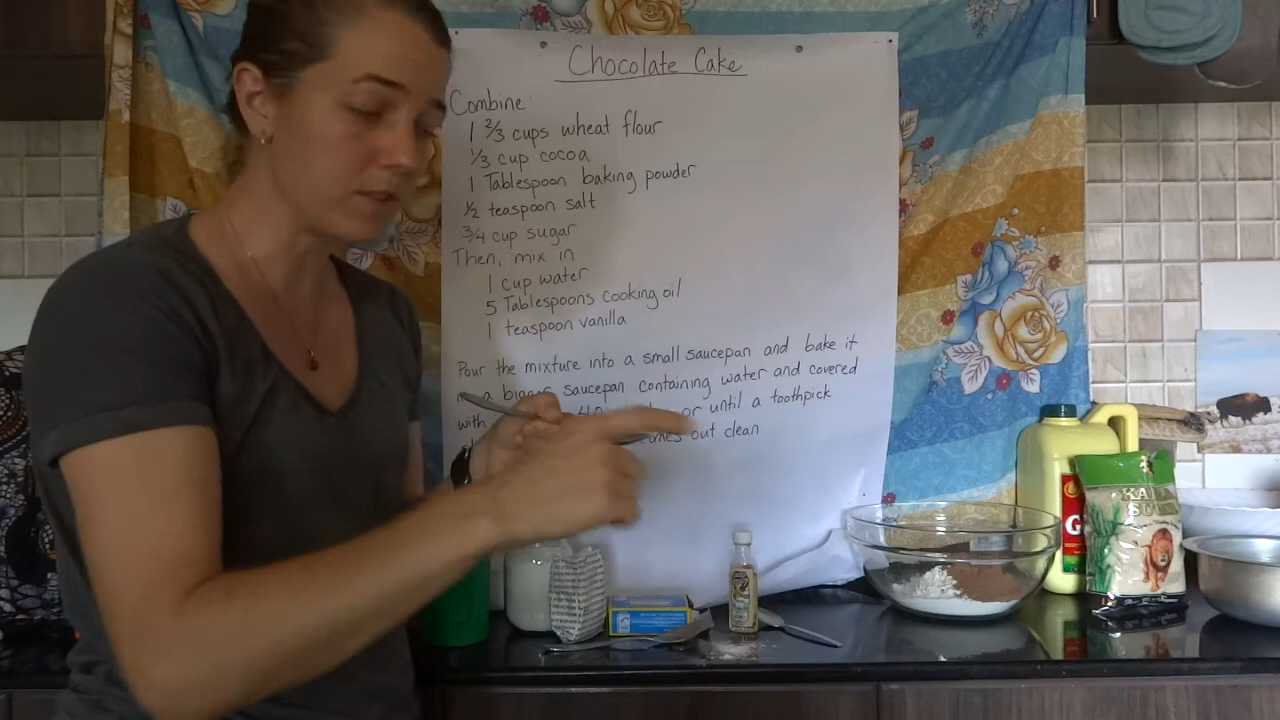 Chocolate Cake
Combine:
1 2/3 cups wheat flour
1/3 cup cocoa
1 Tablespoon baking powder
1/2 teaspoon salt
3/4 cup sugar
Then, mix in
1 cup water
5 Tablespoons cooking oil
1 teaspoon vanilla
Pour the mixture into a small saucepan and bake it
a bigger saucepan containing water and covered
with or until a toothpick
out clean
KA
SU
G